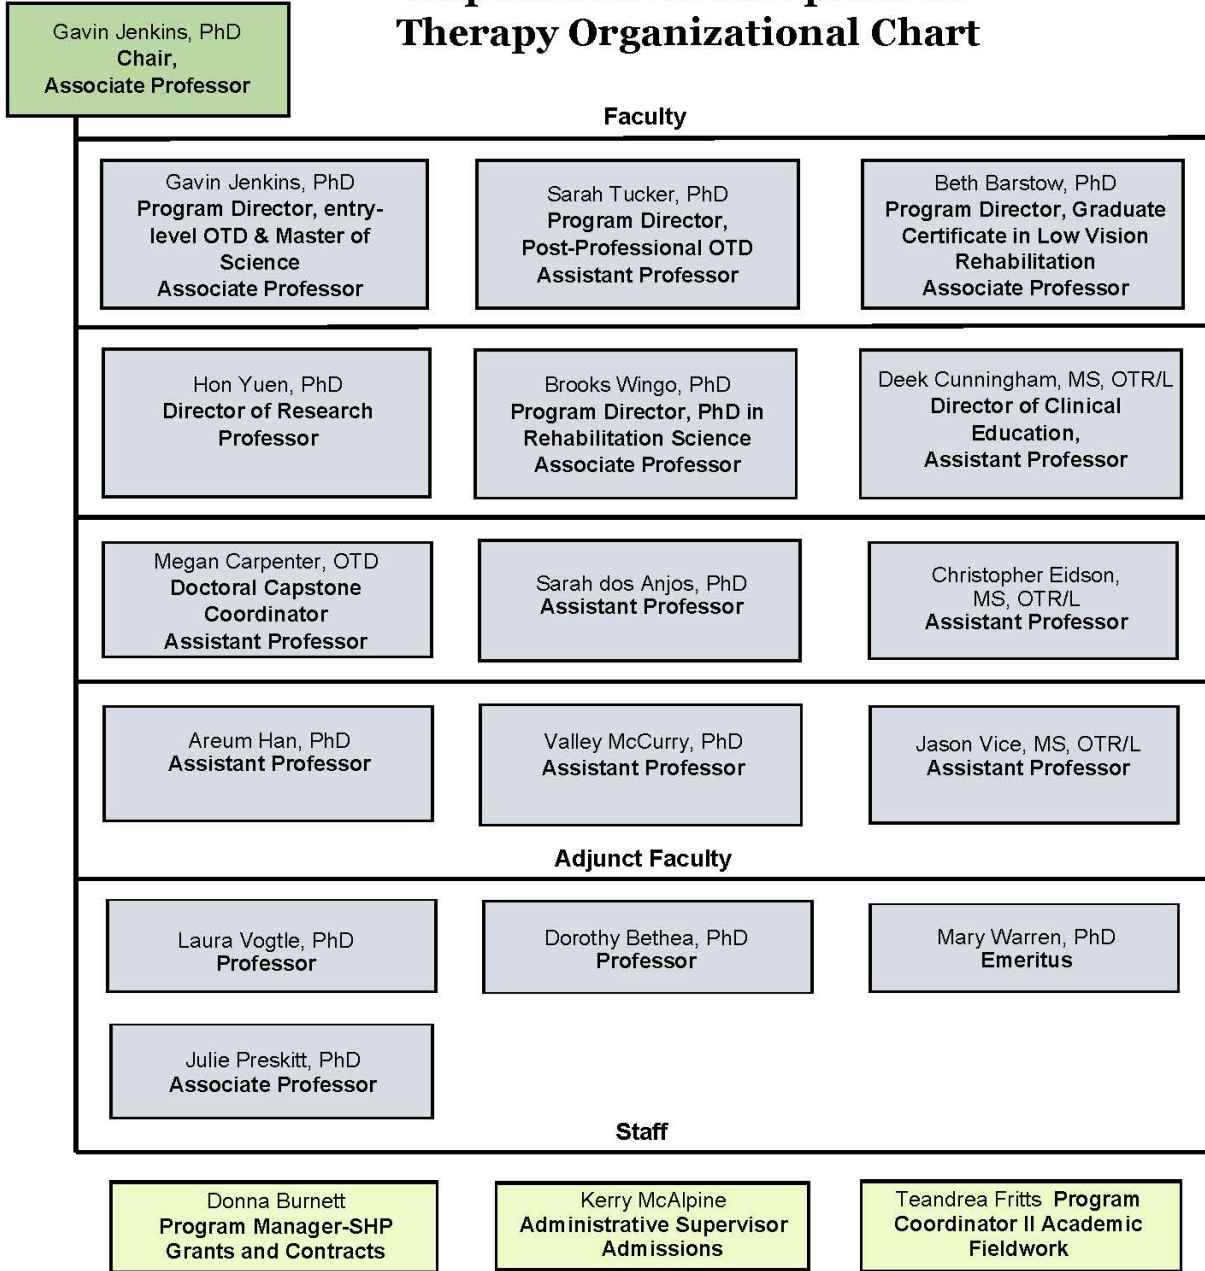 Therapy Organizational Chart
Gavin Jenkins, PhD
Chair,
Associate Professor
Faculty
Gavin Jenkins, PhD
Program Director, entry-
level OTD & Master of
Science
Associate Professor
Sarah Tucker, PhD
Program Director,
Post-Professional OTD
Assistant Professor
Beth Barstow, PhD
Program Director, Graduate
Certificate in Low Vision
Rehabilitation
Associate Professor
Hon Yuen, PhD
Director of Research
Professor
Brooks Wingo, PhD
Program Director, PhD in
Rehabilitation Science
Associate Professor
Deek Cunningham, MS, OTR/L
Director of Clinical
Education,
Assistant Professor
Megan Carpenter, OTD
Doctoral Capstone
Coordinator
Assistant Professor
Sarah dos Anjos, PhD
Assistant Professor
Christopher Eidson,
MS, OTR/L
Assistant Professor
Areum Han, PhD
Assistant Professor
Valley McCurry, PhD
Assistant Professor
Jason Vice, MS, OTR/L
Assistant Professor
Adjunct Faculty
Laura Vogtle, PhD
Professor
Dorothy Bethea, PhD
Professor
Mary Warren, PhD
Emeritus
Julie Preskitt, PhD
Associate Professor
Staff
Donna Burnett
Program Manager-SHP
Grants and Contracts
Kerry McAlpine
Administrative Supervisor
Admissions
Teandrea Fritts Program
Coordinator II Academic
Fieldwork